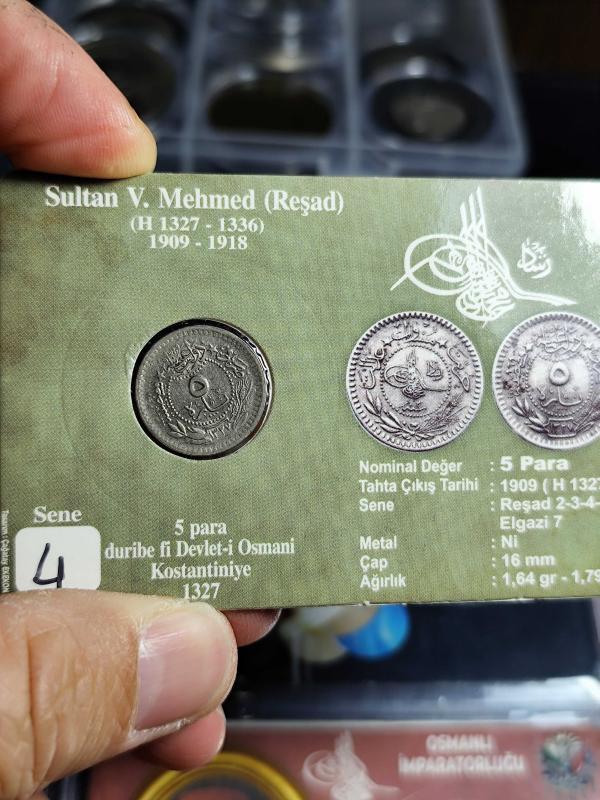 Sultan V. Mehmed (Reşad)
(H 1327 - 1336)
1909 - 1918
٥
١٣٢٧
Sene
4
5 para
duribe fi Devlet-i Osmani
Kostantiniye
1327
Nominal Değer : 5 Para
Tahta Çıkış Tarihi : 1909 ( H 1327
Sene : Reşad 2-3-4-
Elgazi 7
Metal : Ni
Çap : 16 mm
Ağırlık : 1,64 gr - 1,79
OSMANLI
İMPARATORLUĞU